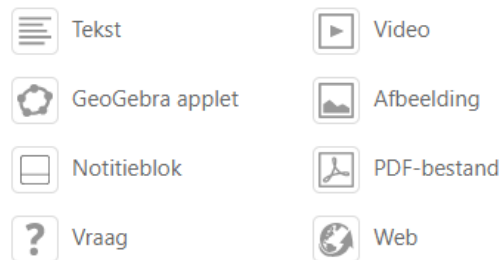 Tekst
Video
GeoGebra applet
Afbeelding
Notitieblok
PDF-bestand
Vraag
Web